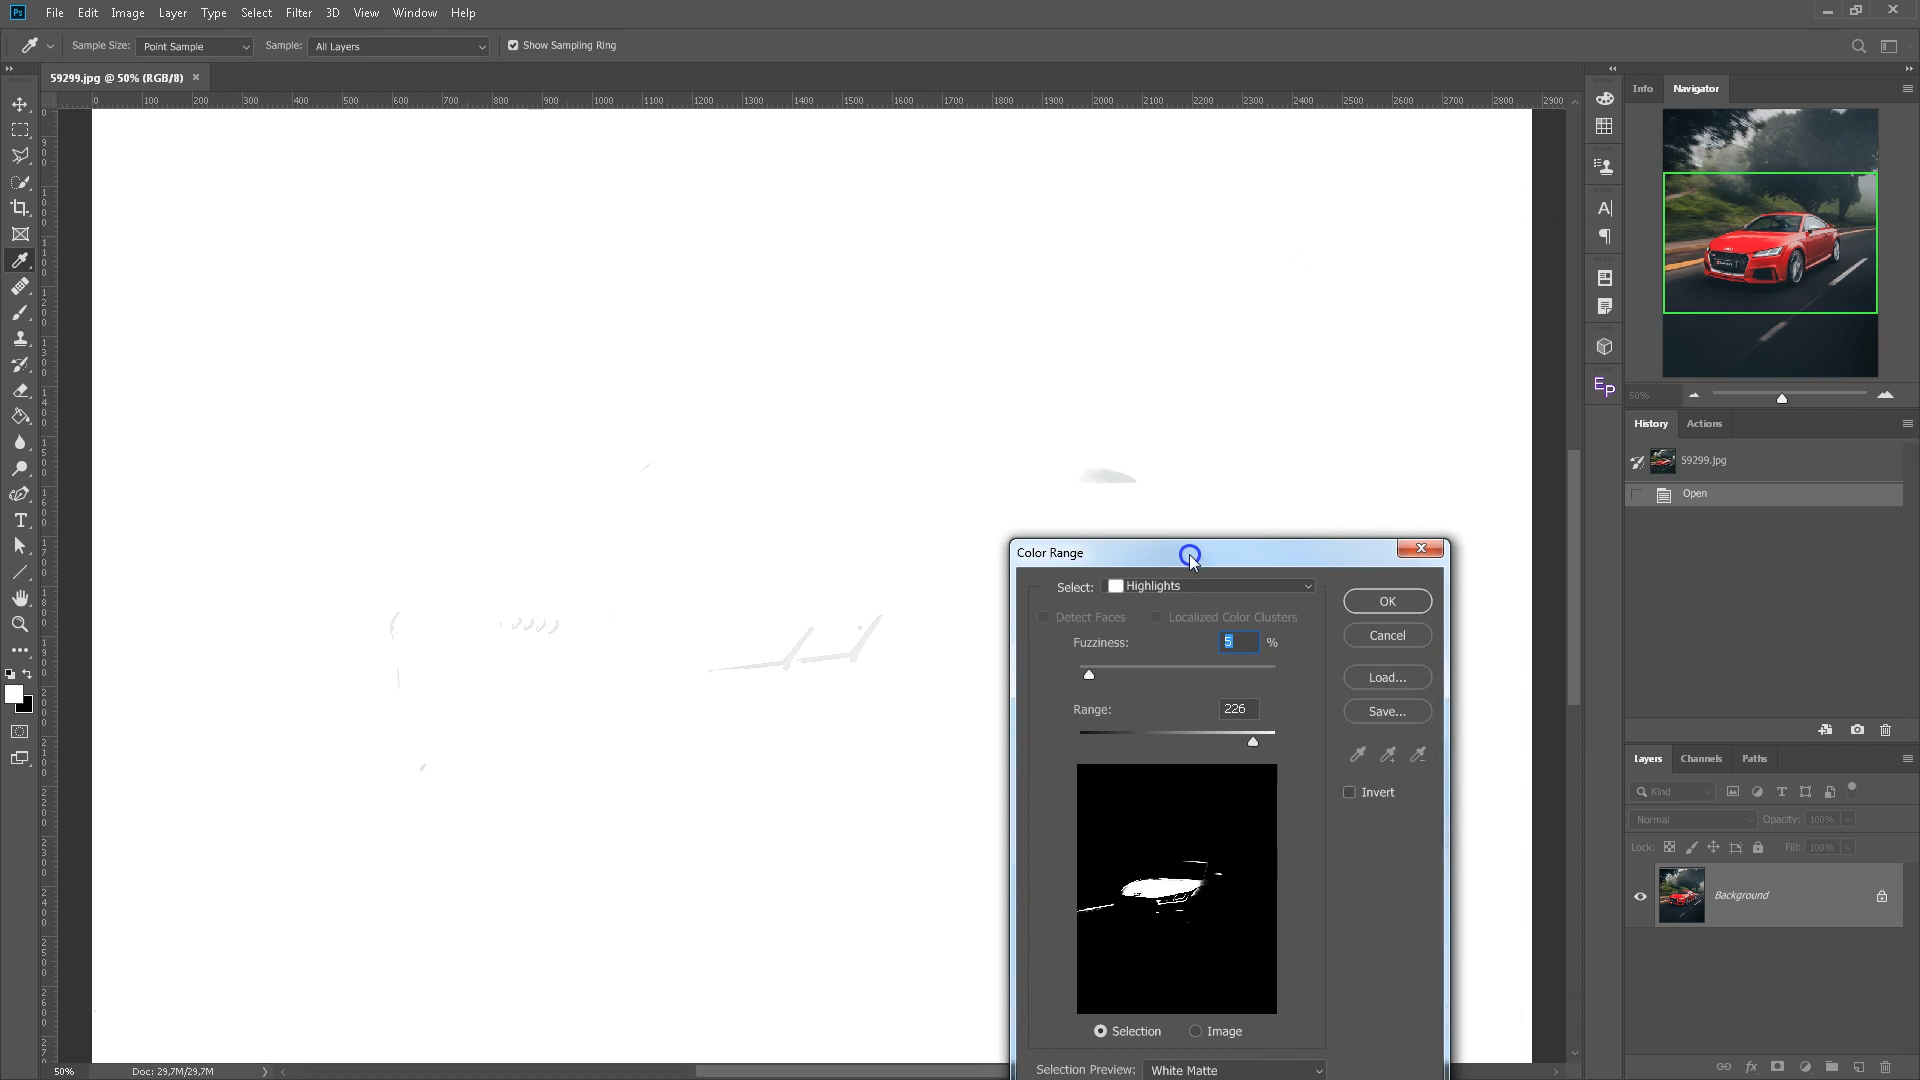 Ps File Edit Image Layer Type Select Filter 3D View Window Help
Sample Size: Point Sample Sample: All Layers Show Sampling Ring
59299.jpg @ 50% (RGB/8)
0 100 200 300 400 500 600 700 800 900 1000 1100 1200 1300 1400 1500 1600 1700 1800 1900 2000 2100 2200 2300 2400 2500 2600 2700 2800 2900
Info Navigator
50%
History Actions
59299.jpg
Open
Color Range
Select: Highlights
Detect Faces Localized Color Clusters
Fuzziness: 5 %
Range: 226
OK
Cancel
Load...
Save...
Invert
Selection Image
Selection Preview: White Matte
Layers Channels Paths
Kind
Normal Opacity: 100%
Lock: Fill: 100%
Background
50% Doc: 29,7M/29,7M